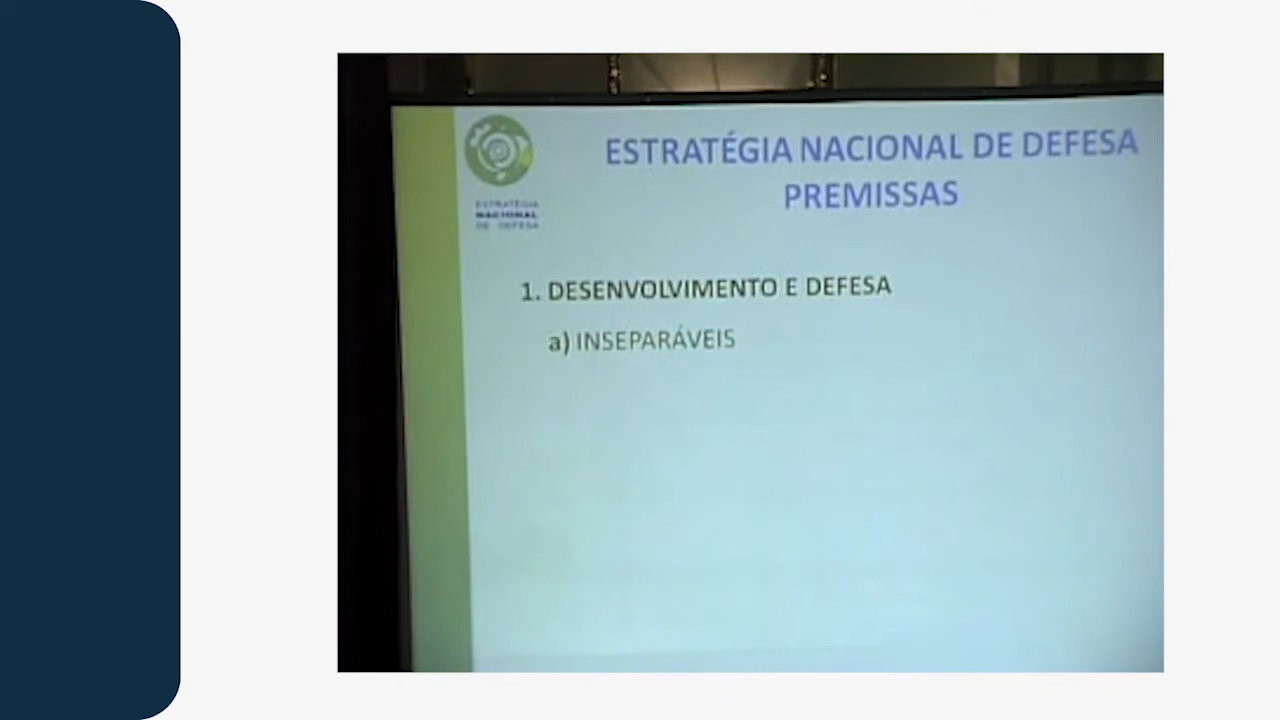 ESTRATÉGIA NACIONAL DE DEFESA
PREMISSAS
ESTRATÉGIA
NACIONAL
DE DEFESA
1. DESENVOLVIMENTO E DEFESA
a) INSEPARÁVEIS